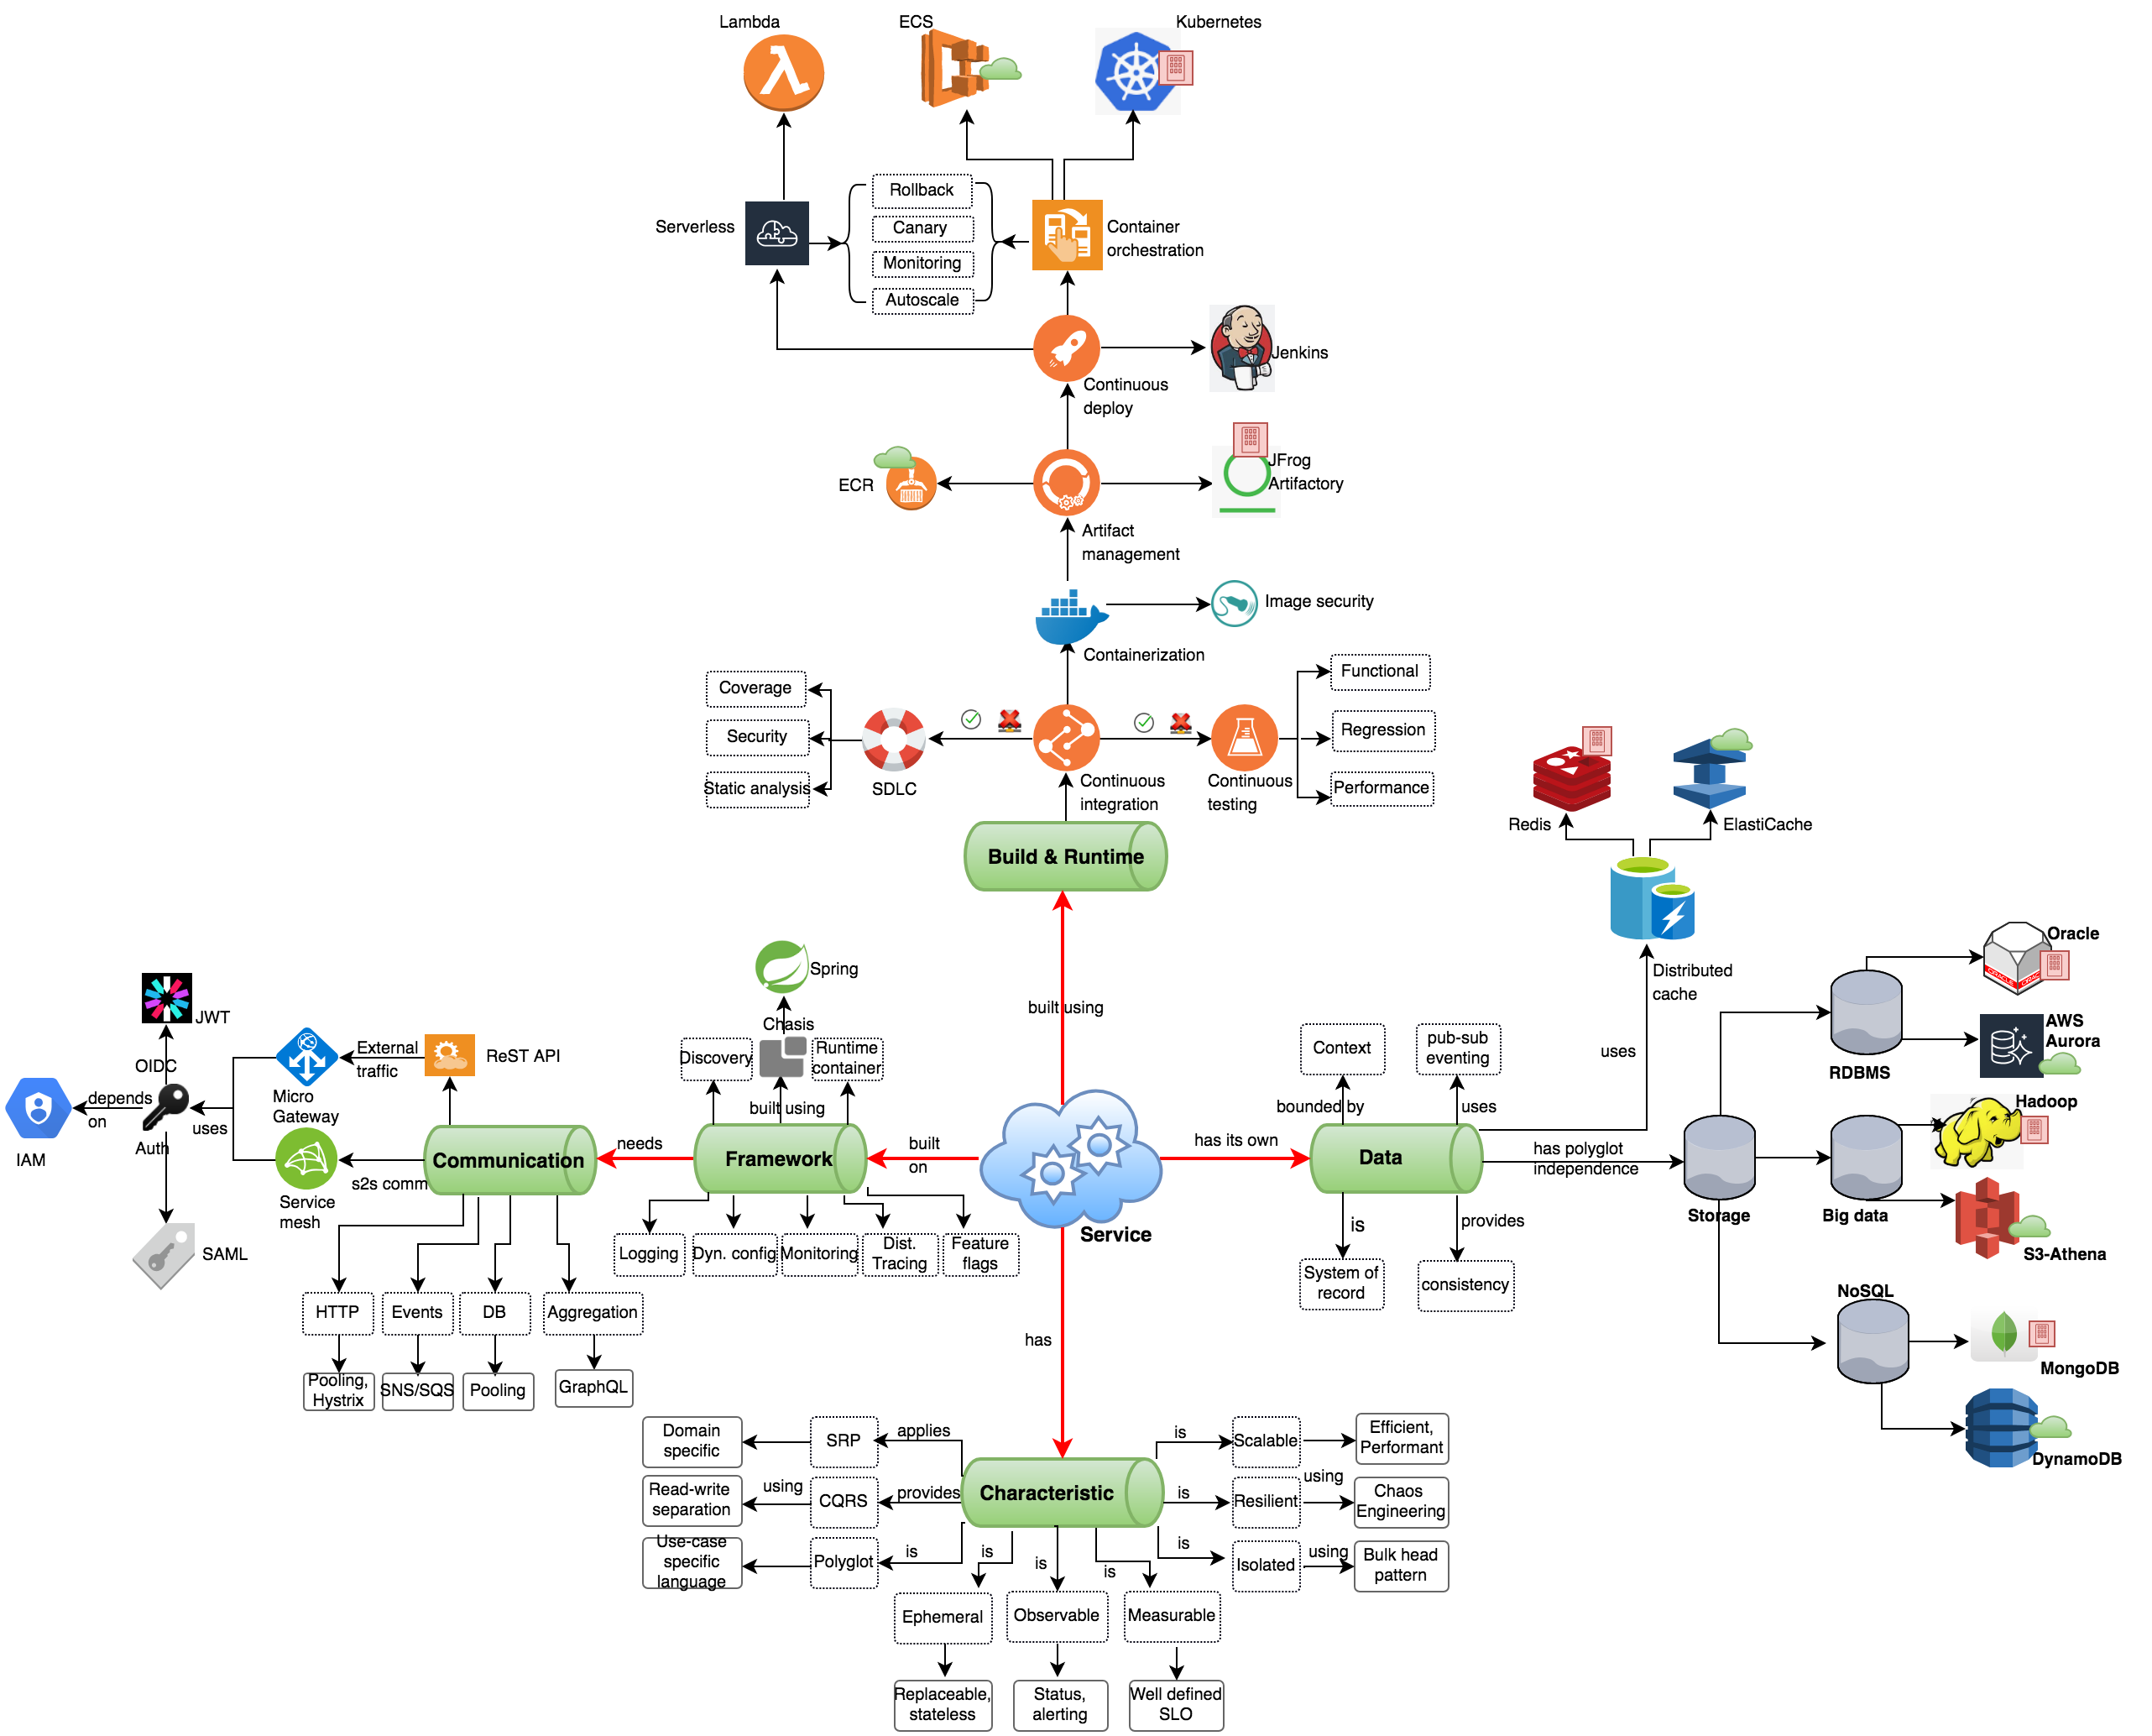 Lambda
ECS
Kubernetes
Serverless
Rollback
Canary
Monitoring
Autoscale
Container
orchestration
Jenkins
Continuous
deploy
ECR
JFrog
Artifactory
Artifact
management
Image security
Containerization
Coverage
Security
Static analysis
SDLC
Continuous
integration
Continuous
testing
Functional
Regression
Performance
Build & Runtime
Redis
ElastiCache
Distributed
cache
uses
built using
Spring
Chasis
Discovery
Runtime
container
built using
JWT
OIDC
External
traffic
ReST API
Micro
Gateway
depends
on
uses
IAM
Auth
SAML
Service
mesh
s2s comm
Communication
needs
Framework
built
on
Service
has its own
Data
Context
pub-sub
eventing
bounded by
uses
has polyglot
independence
is
provides
System of
record
consistency
Storage
RDBMS
Oracle
ORACLE
AWS
Aurora
Big data
Hadoop
S3-Athena
NoSQL
MongoDB
DynamoDB
Logging
Dyn. config
Monitoring
Dist.
Tracing
Feature
flags
HTTP
Events
DB
Aggregation
Pooling,
Hystrix
SNS/SQS
Pooling
GraphQL
has
Characteristic
applies
SRP
Domain
specific
provides
CQRS
using
Read-write
separation
is
Polyglot
Use-case
specific
language
is
Ephemeral
Replaceable,
stateless
is
Observable
Status,
alerting
is
Measurable
Well defined
SLO
is
Scalable
Efficient,
Performant
is
Resilient
using
Chaos
Engineering
is
Isolated
using
Bulk head
pattern